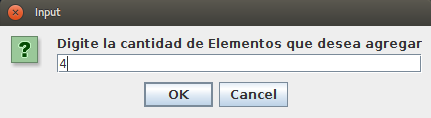 Input
Digite la cantidad de Elementos que desea agregar
4
OK
Cancel